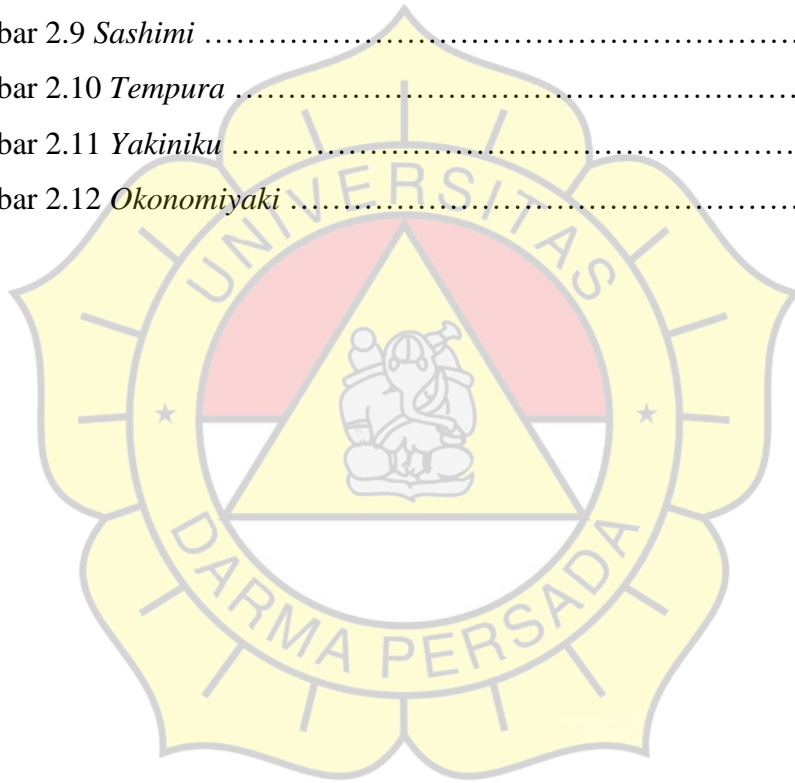 bar 2.9 Sashimi ……………………………………………………
bar 2.10 Tempura …………………………………………………
bar 2.11 Yakiniku …………………………………………………
bar 2.12 Okonomiyaki ……………………………………………
UNIVERSITAS
DARMA PERSADA